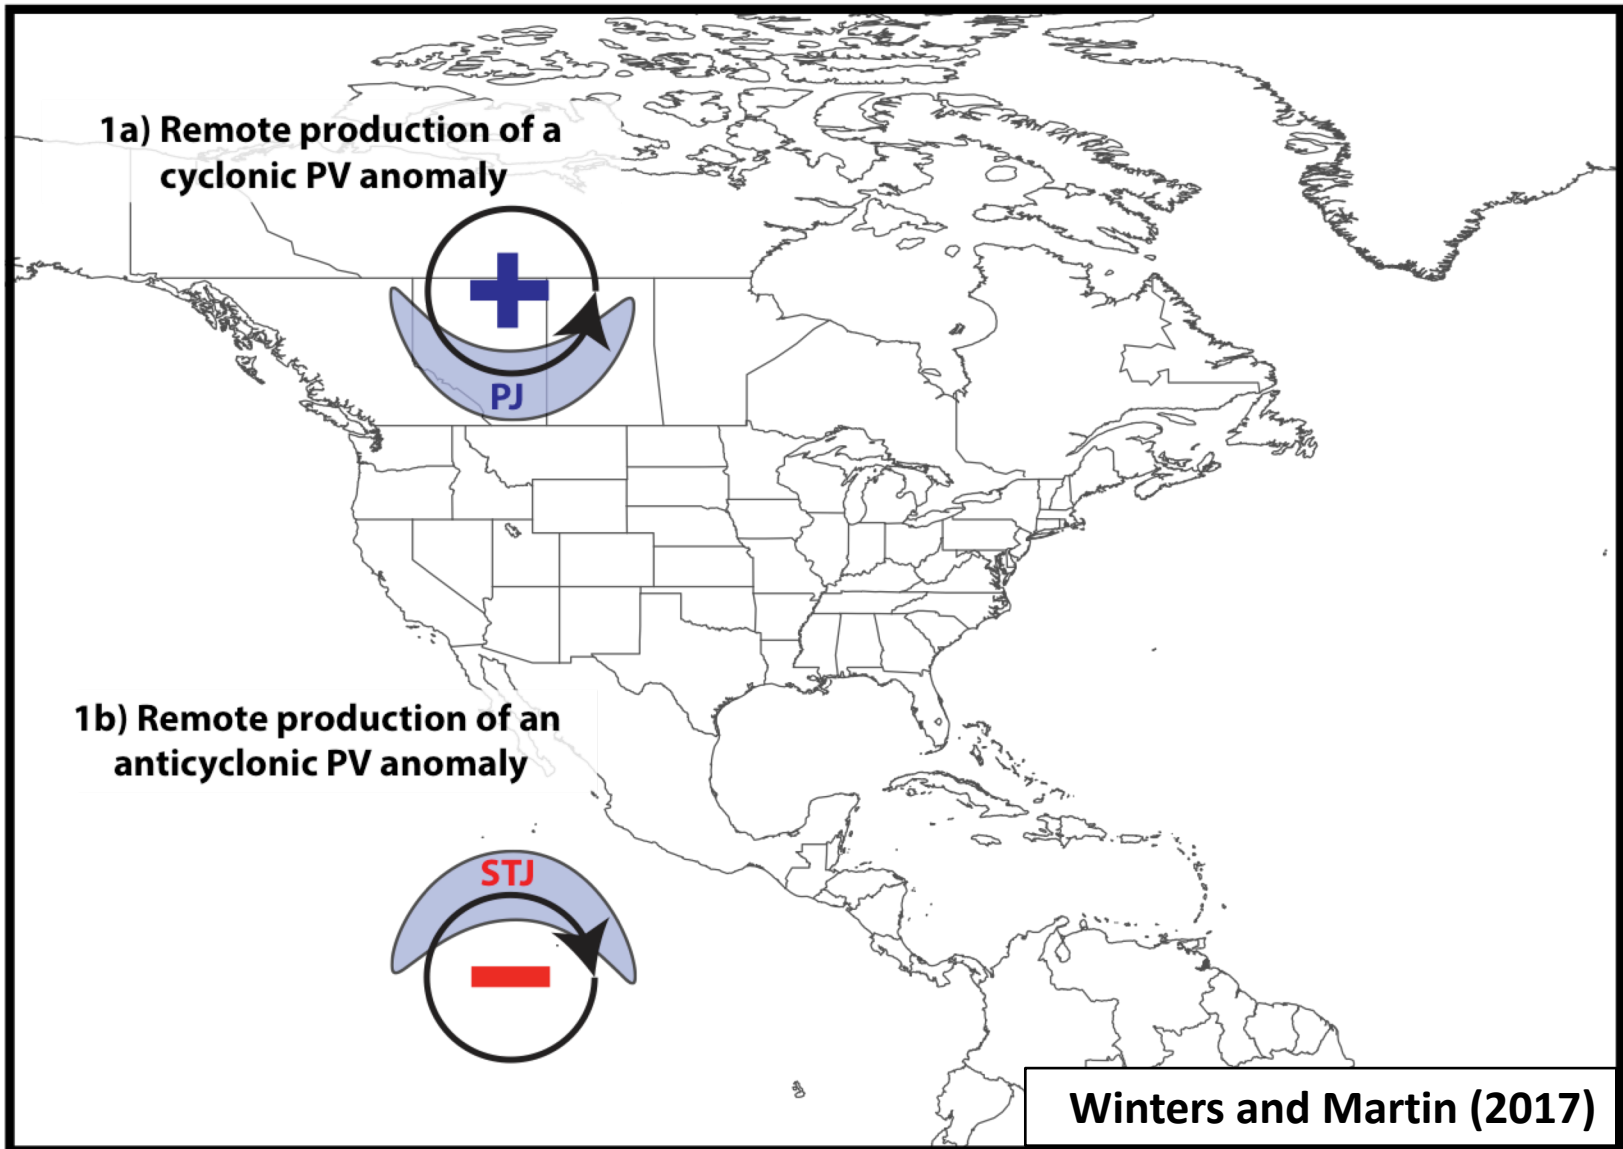 1a) Remote production of a
cyclonic PV anomaly
PJ
1b) Remote production of an
anticyclonic PV anomaly
STJ
Winters and Martin (2017)